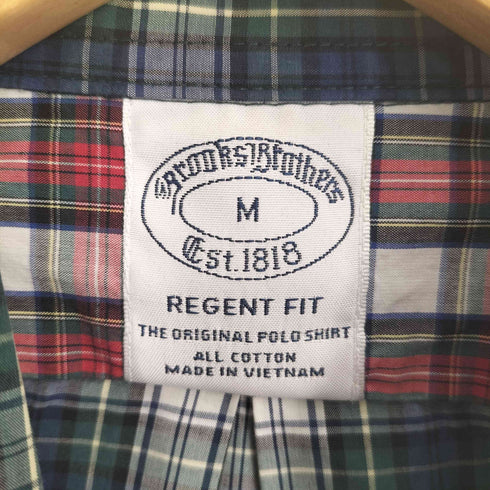 Brooks Brothers
M
Est. 1818
REGENT FIT
THE ORIGINAL POLO SHIRT
ALL COTTON
MADE IN VIETNAM